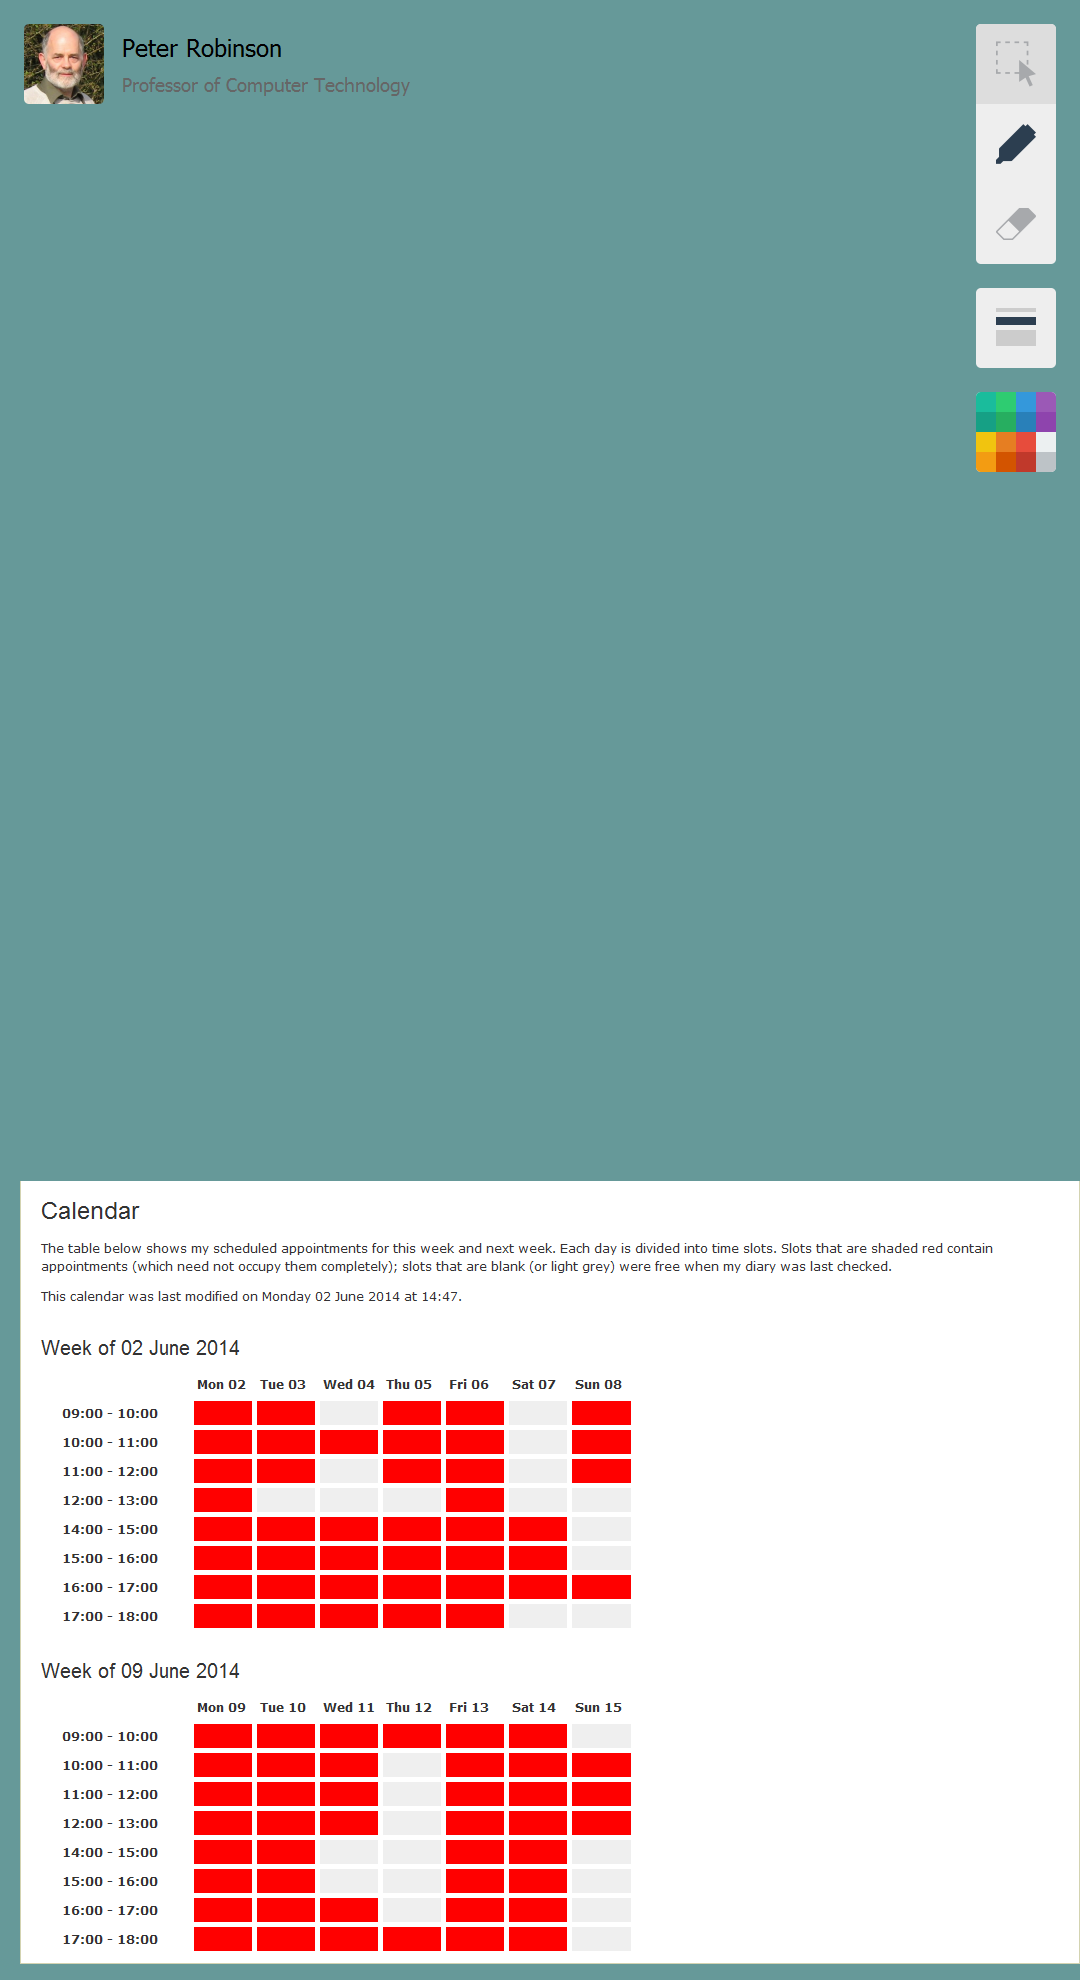 Peter Robinson
Professor of Computer Technology
Calendar
The table below shows my scheduled appointments for this week and next week. Each day is divided into time slots. Slots that are shaded red contain
appointments (which need not occupy them completely); slots that are blank (or light grey) were free when my diary was last checked.
This calendar was last modified on Monday 02 June 2014 at 14:47.
Week of 02 June 2014
Mon 02 Tue 03 Wed 04 Thu 05 Fri 06 Sat 07 Sun 08
09:00 - 10:00
10:00 - 11:00
11:00 - 12:00
12:00 - 13:00
14:00 - 15:00
15:00 - 16:00
16:00 - 17:00
17:00 - 18:00
Week of 09 June 2014
Mon 09 Tue 10 Wed 11 Thu 12 Fri 13 Sat 14 Sun 15
09:00 - 10:00
10:00 - 11:00
11:00 - 12:00
12:00 - 13:00
14:00 - 15:00
15:00 - 16:00
16:00 - 17:00
17:00 - 18:00